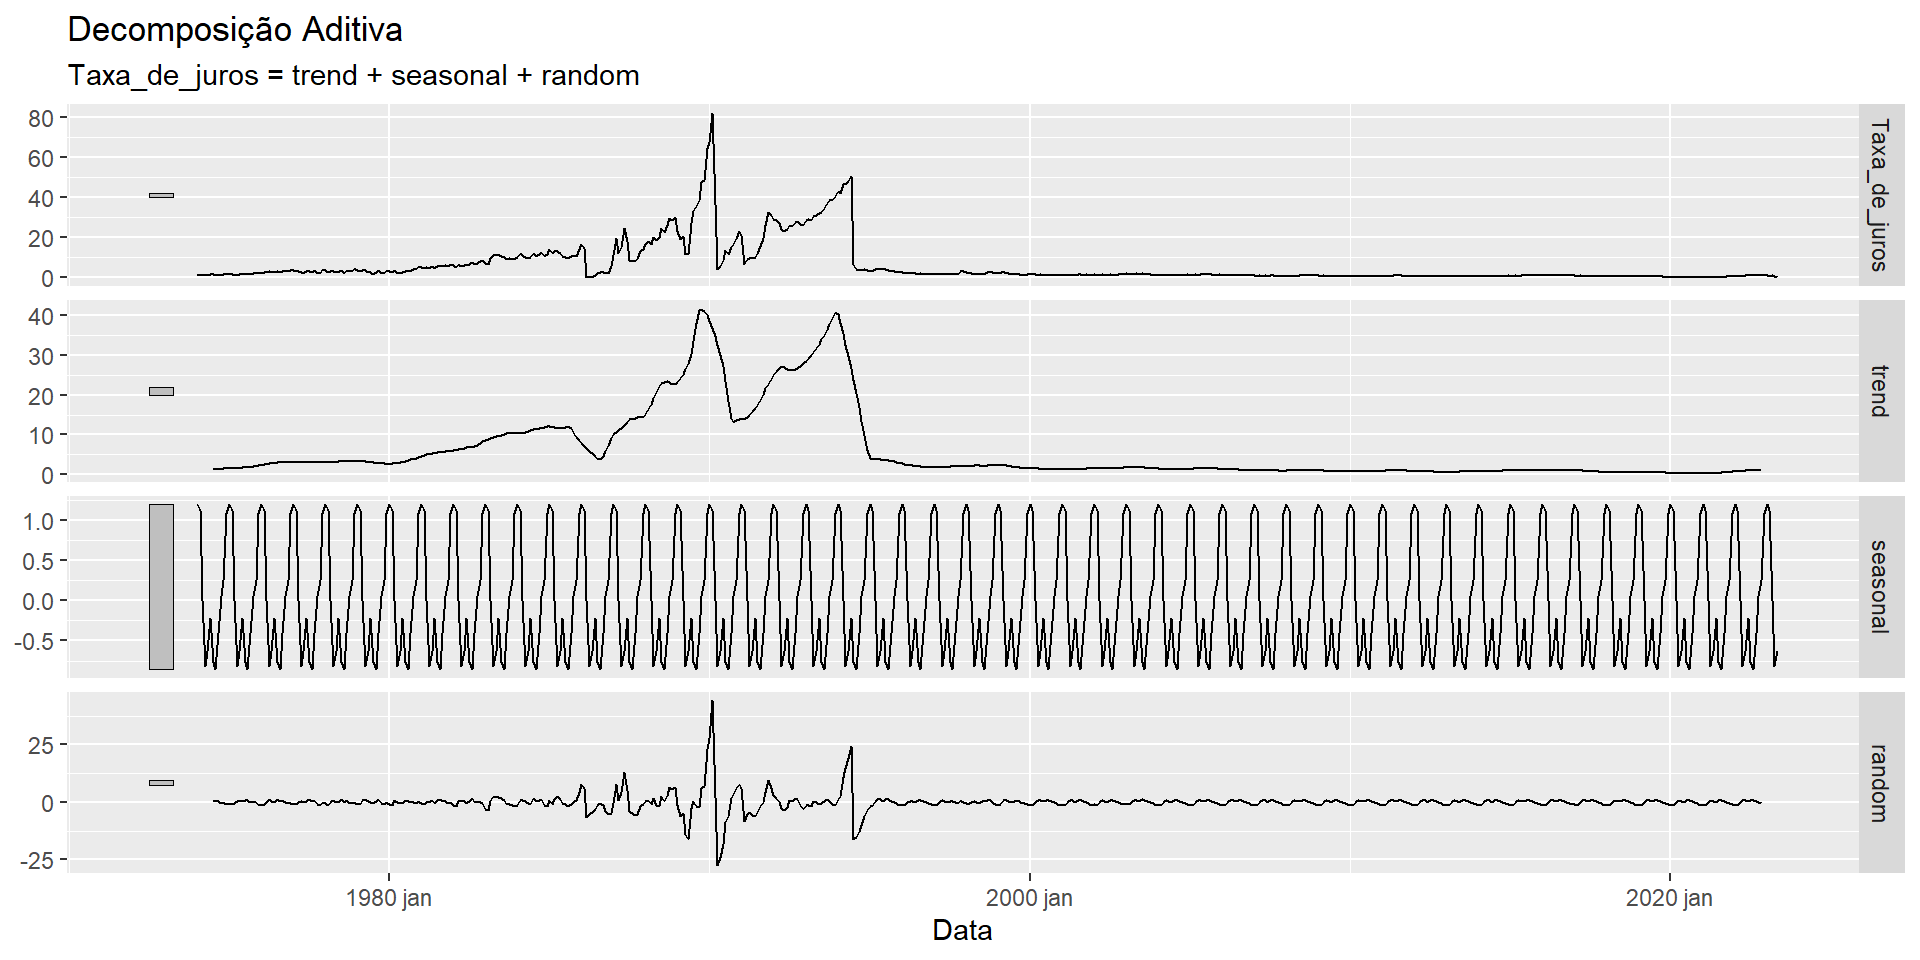 Decomposição Aditiva
Taxa_de_juros = trend + seasonal + random
80
60
40
20
0
Taxa_de_juros
40
30
20
10
0
trend
1.0
0.5
0.0
-0.5
seasonal
25
0
-25
random
1980 jan
2000 jan
2020 jan
Data